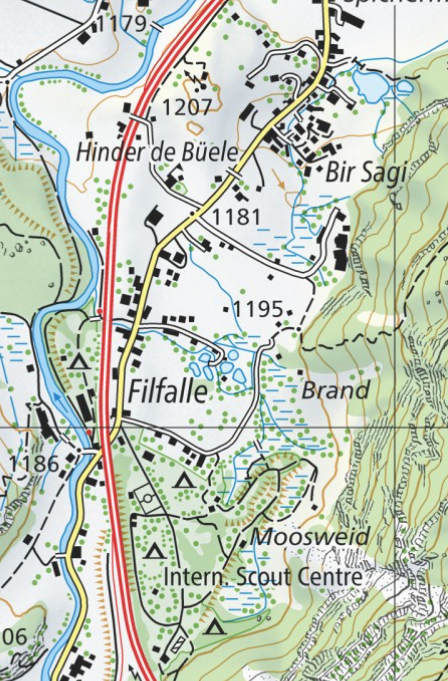 1179
1207
Hinder de Büele
Bir Sagi
1181
1195
Filfalle
Brand
1186
Moosweid
Intern. Scout Centre
06